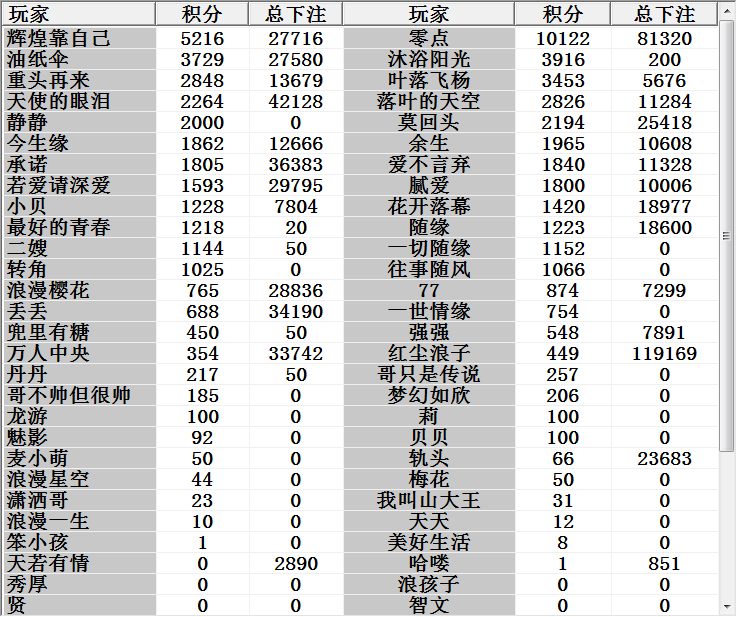 玩家 积分 总下注 玩家 积分 总下注
辉煌靠自己 5216 27716 零点 10122 81320
油纸伞 3729 27580 沐浴阳光 3916 200
重头再来 2848 13679 叶落飞杨 3453 5676
天使的眼泪 2264 42128 落叶的天空 2826 11284
静静 2000 0 莫回头 2194 25418
今生缘 1862 12666 余生 1965 10608
承诺 1805 36383 爱不言弃 1840 11328
若爱请深爱 1593 29795 腻爱 1800 10006
小贝 1228 7804 花开落幕 1420 18977
最好的青春 1218 20 随缘 1223 18600
二嫂 1144 50 一切随缘 1152 0
转角 1025 0 往事随风 1066 0
浪漫樱花 765 28836 77 874 7299
丢丢 688 34190 一世情缘 754 0
兜里有糖 450 50 强强 548 7891
万人中央 354 33742 红尘浪子 449 119169
丹丹 217 50 哥只是传说 257 0
哥不帅但很帅 185 0 梦幻如欣 206 0
龙游 100 0 莉 100 0
魅影 92 0 贝贝 100 0
麦小萌 50 0 轨头 66 23683
浪漫星空 44 0 梅花 50 0
潇洒哥 23 0 我叫山大王 31 0
浪漫一生 10 0 天天 12 0
笨小孩 1 0 美好生活 8 0
天若有情 0 2890 哈喽 1 851
秀厚 0 0 浪孩子 0 0
贤 0 0 智文 0 0